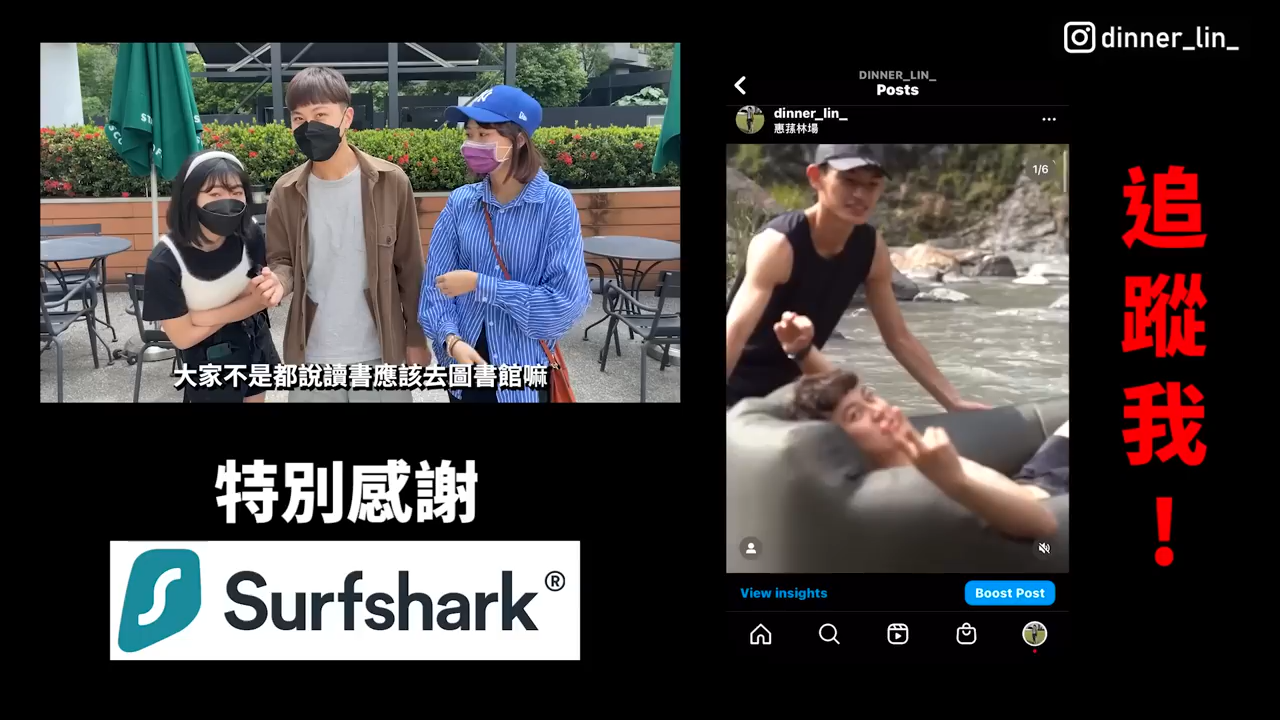 dinner_lin_
大家不是都說讀書應該去圖書館嘛
特別感謝
Surfshark®
DINNER_LIN_
Posts
dinner_lin_
惠蓀林場
1/6
View insights
Boost Post
追蹤我！